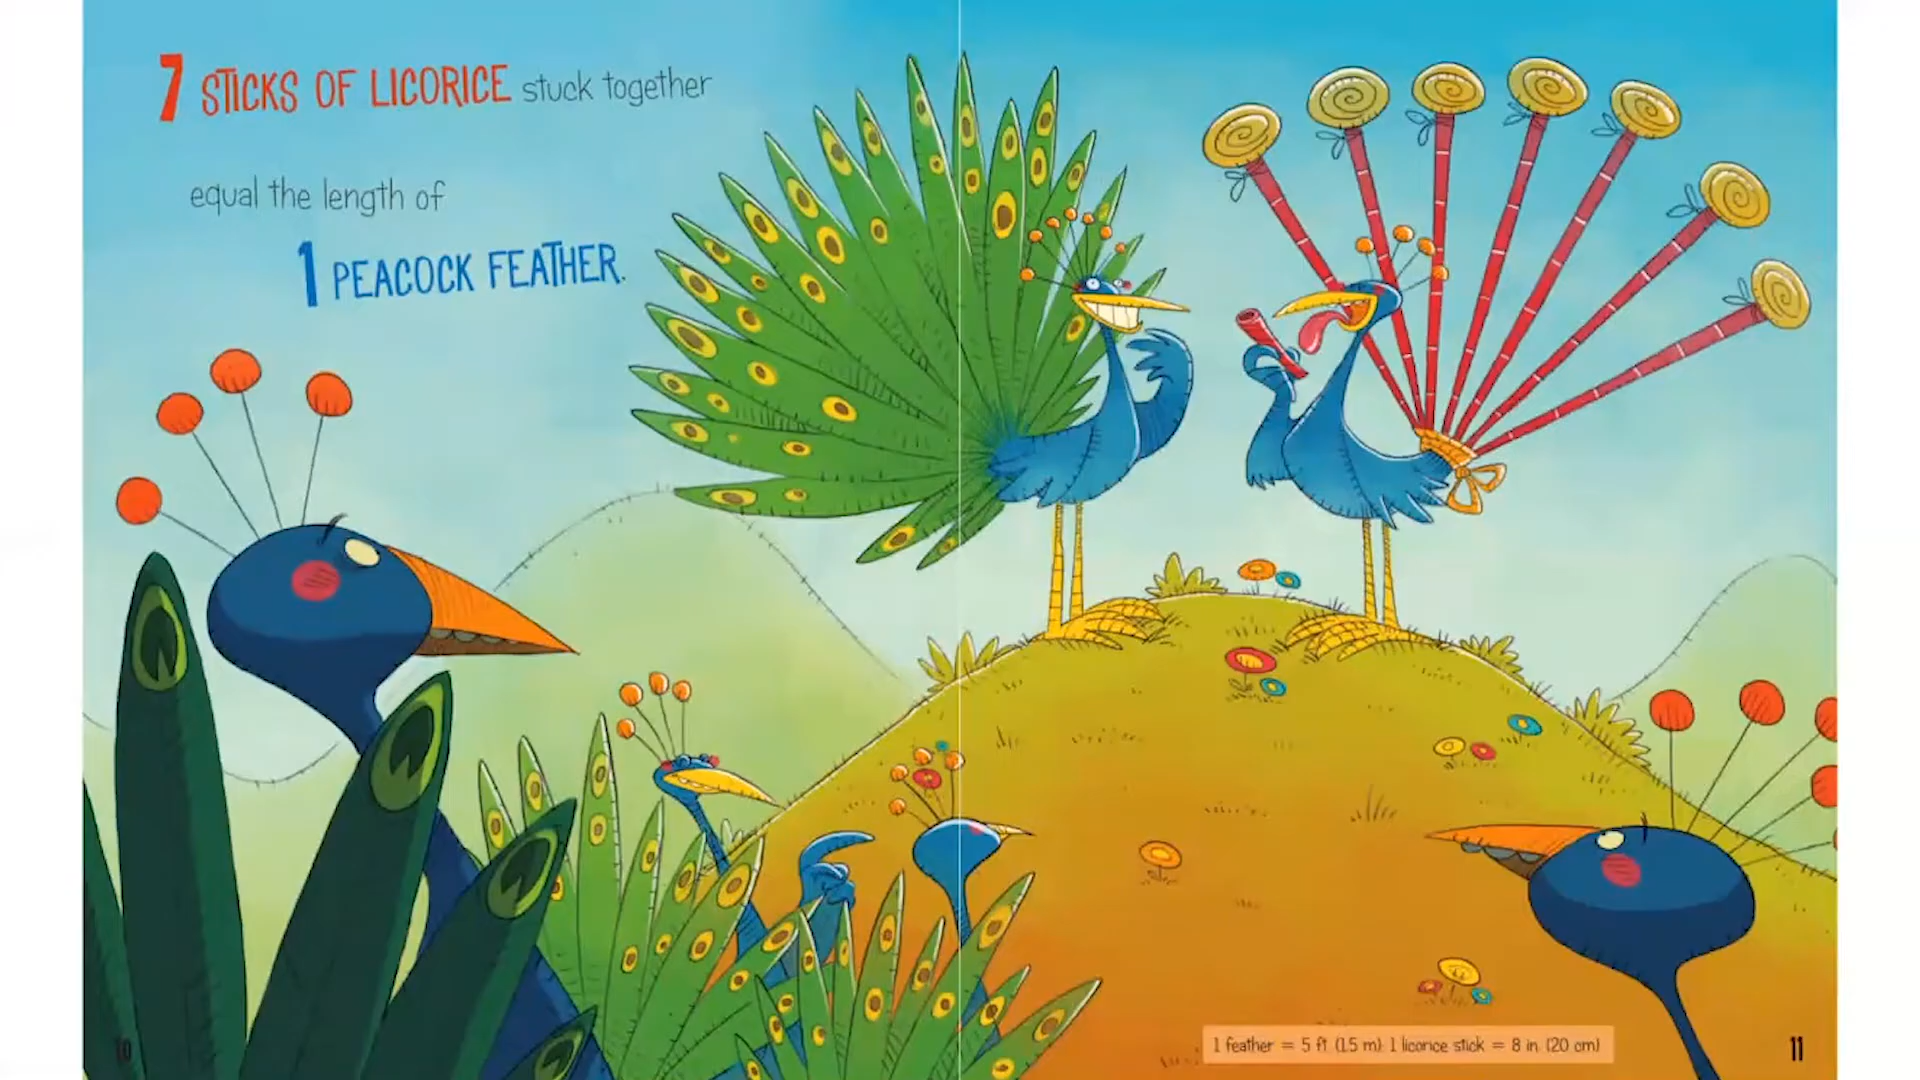 7 STICKS OF LICORICE stuck together
equal the length of
1 PEACOCK FEATHER.
1 feather = 5 ft (1.5 m) 1 licorice stick = 8 in (20 cm)
10
11